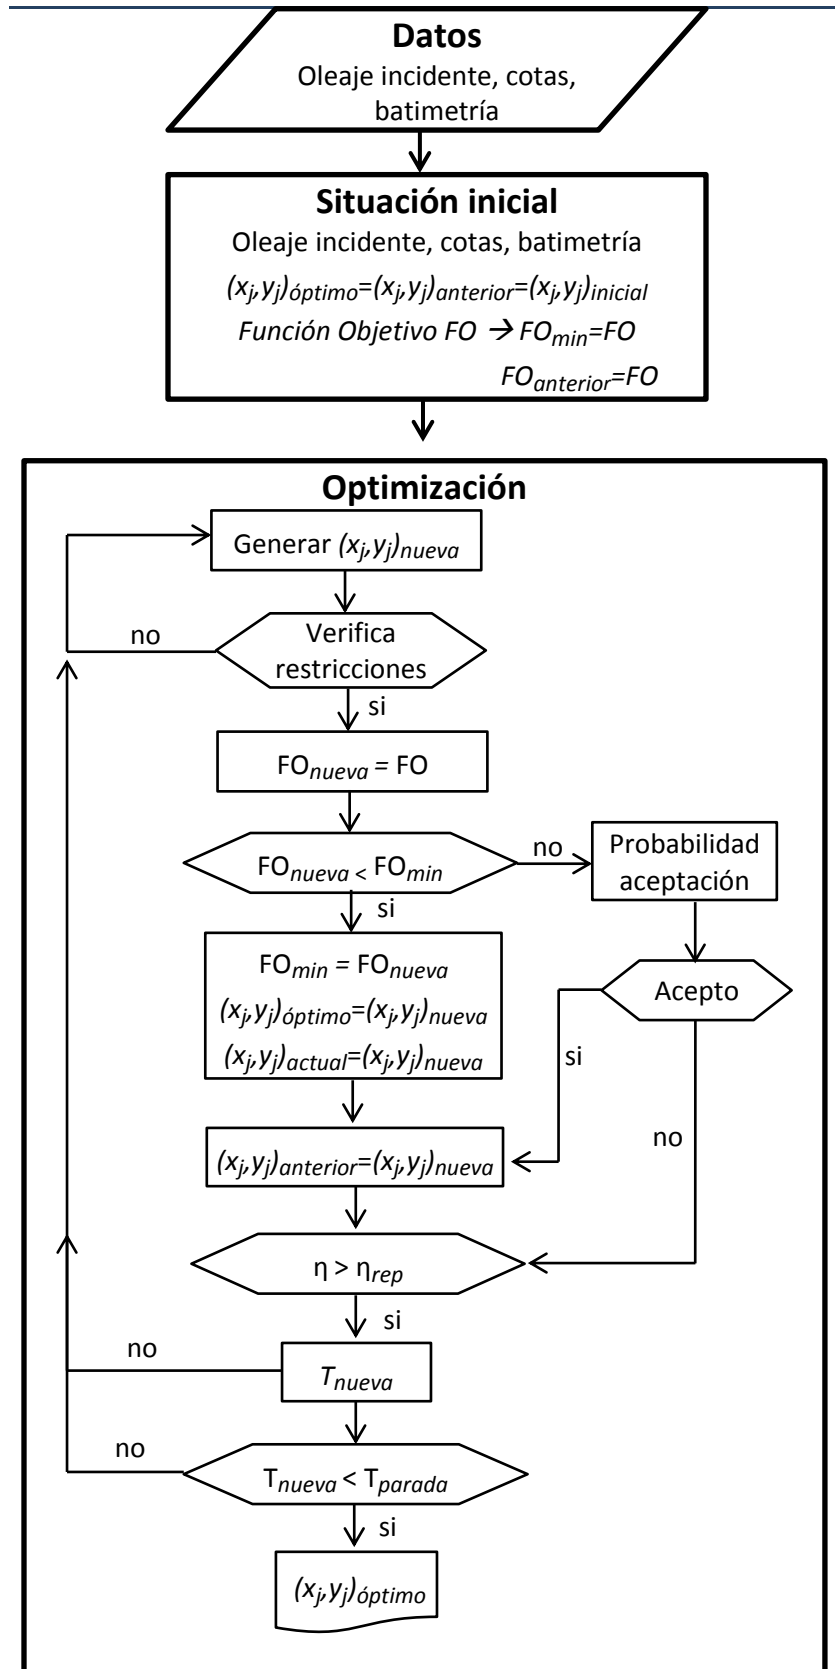 Datos
Oleaje incidente, cotas,
batimetría
Situación inicial
Oleaje incidente, cotas, batimetría
(xj,yj)óptimo=(xj,yj)anterior=(xj,yj)inicial
Función Objetivo FO → FOmin=FO
FOanterior=FO
Optimización
Generar (xj,yj)nueva
no
Verifica
restricciones
si
FOnueva = FO
FOnueva < FOmin
no
Probabilidad
aceptación
si
FOmin = FOnueva
(xj,yj)óptimo=(xj,yj)nueva
(xj,yj)actual=(xj,yj)nueva
Acepto
si
no
(xj,yj)anterior=(xj,yj)nueva
η > ηrep
si
no
Tnueva
no
Tnueva < Tparada
si
(xj,yj)óptimo